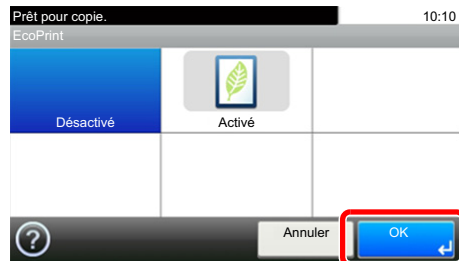 Prêt pour copie. 10:10
EcoPrint
Désactivé Activé
? Annuler OK